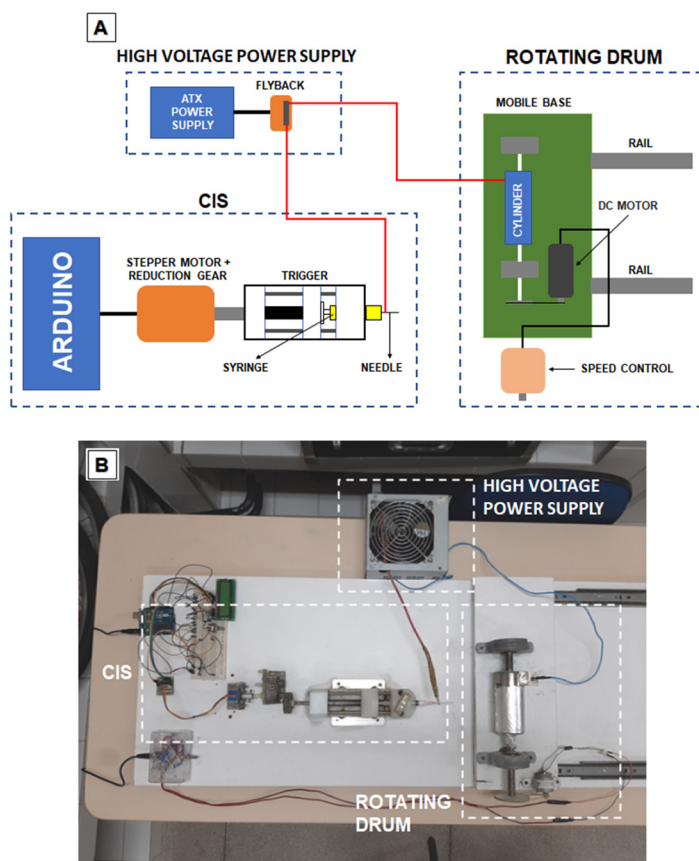 A
HIGH VOLTAGE POWER SUPPLY
ATX
POWER
SUPPLY
FLYBACK
ROTATING DRUM
MOBILE BASE
CYLINDER
RAIL
DC MOTOR
RAIL
SPEED CONTROL
CIS
ARDUINO
STEPPER MOTOR +
REDUCTION GEAR
TRIGGER
SYRINGE
NEEDLE
B
HIGH VOLTAGE
POWER SUPPLY
CIS
ROTATING
DRUM